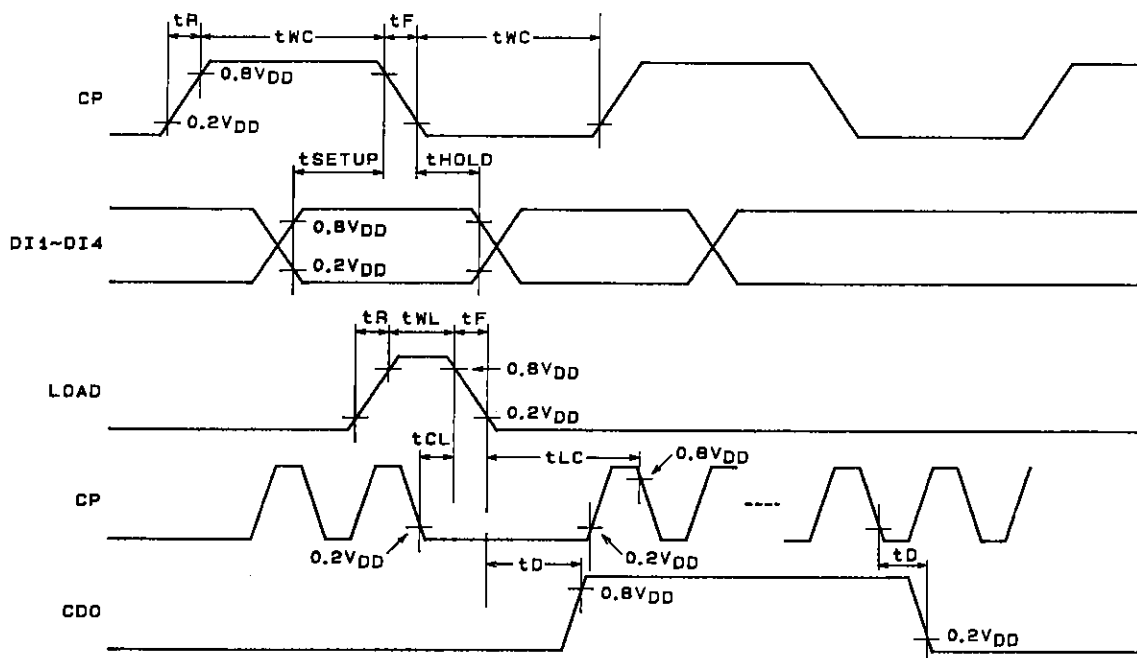 tR tWC tF tWC
CP
0.8VDD
0.2VDD
tSETUP tHOLD
DI1~DI4
0.8VDD
0.2VDD
tR tWL tF
LOAD
0.8VDD
0.2VDD
tCL tLC
0.8VDD
CP
0.2VDD 0.2VDD
tD tD
CDO
0.8VDD
0.2VDD